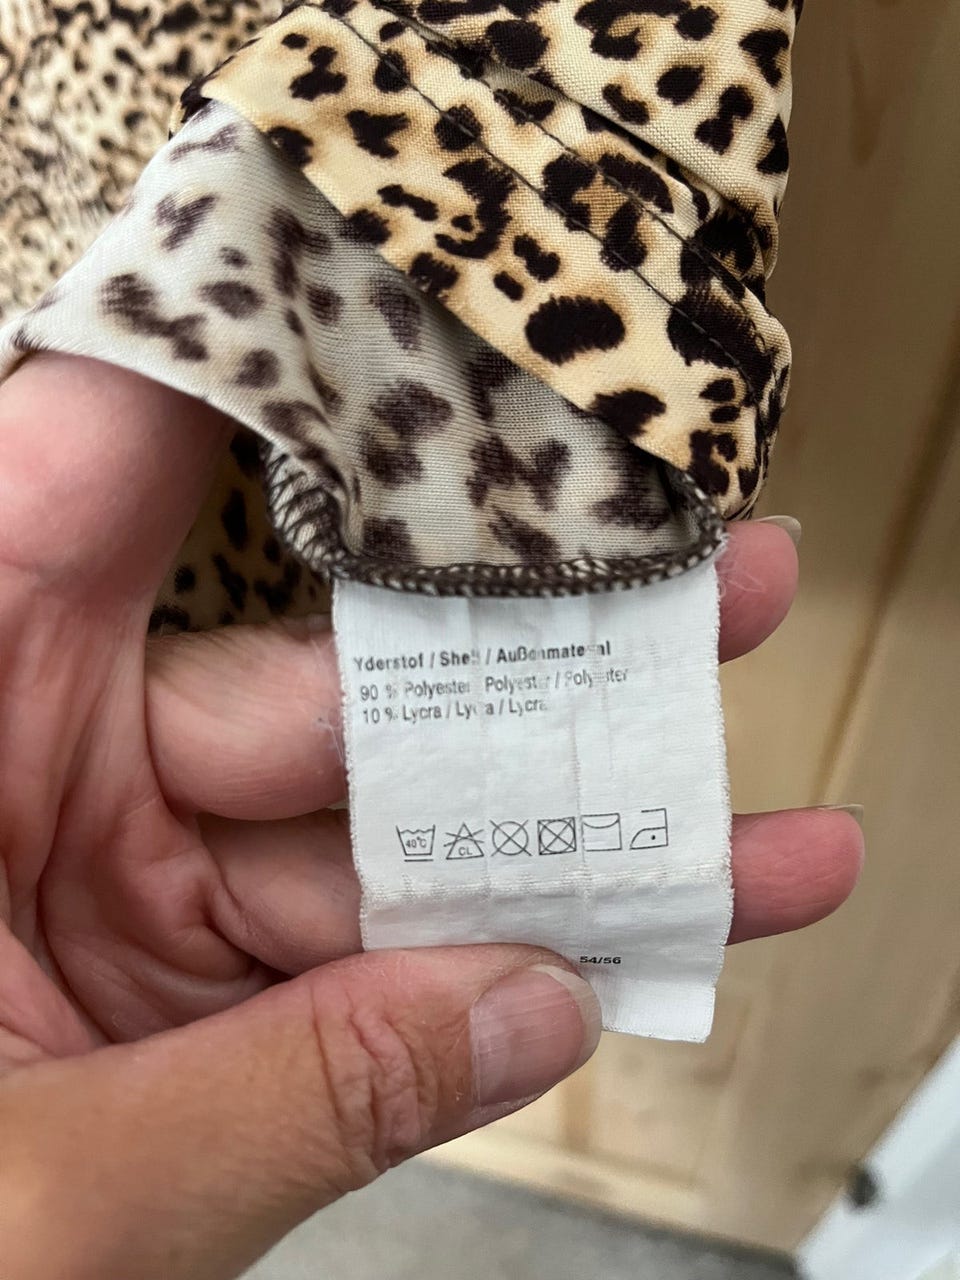 Yderstof / Shell / Außenmaterial
90 % Polyester Polyester / Polyester
10 % Lycra / Lycra / Lycra
40°C CL
54/56